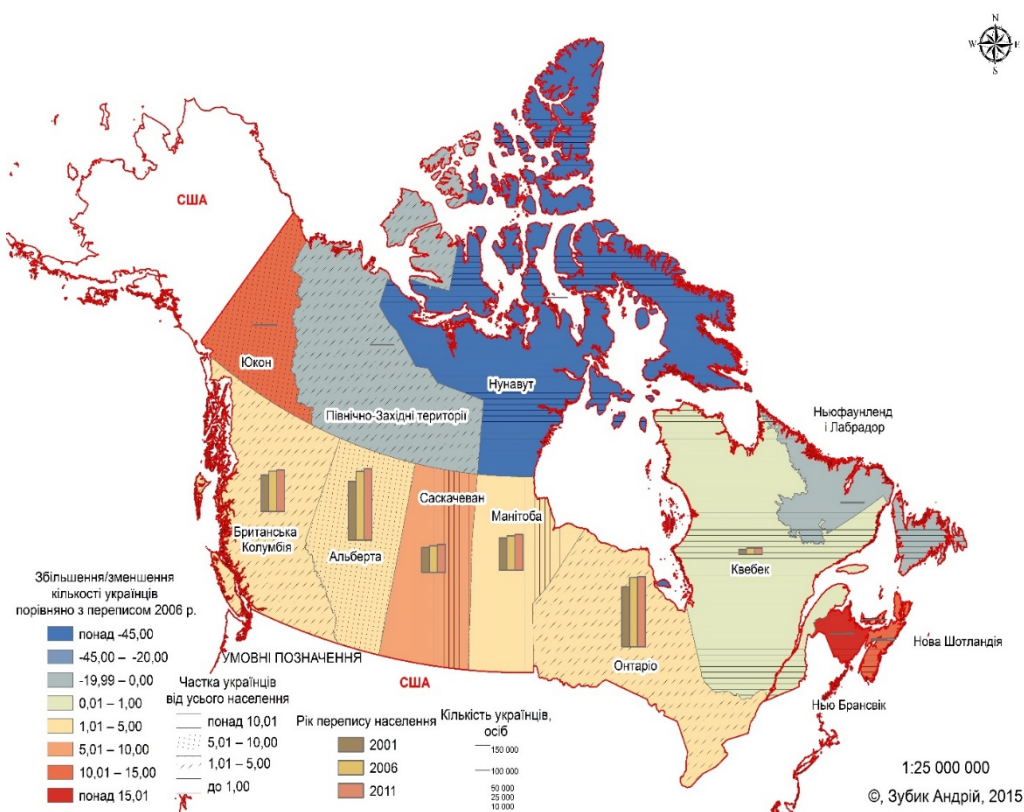 N
W E
S
США
Юкон
Північно-Західні території
Нунавут
Ньюфаунленд
і Лабрадор
Британська
Колумбія
Альберта
Саскачеван
Манітоба
Онтаріо
Квебек
Нова Шотландія
Нью Брансвік
США
Збільшення/зменшення
кількості українців
порівняно з переписом 2006 р.
понад -45,00
-45,00 – -20,00
-19,99 – 0,00
0,01 – 1,00
1,01 – 5,00
5,01 – 10,00
10,01 – 15,00
понад 15,01
УМОВНІ ПОЗНАЧЕННЯ
Частка українців
від усього населення
понад 10,01
5,01 – 10,00
1,01 – 5,00
до 1,00
Рік перепису населення
2001
2006
2011
Кількість українців,
осіб
150 000
100 000
50 000
25 000
10 000
1:25 000 000
©, Зубик Андрій, 2015